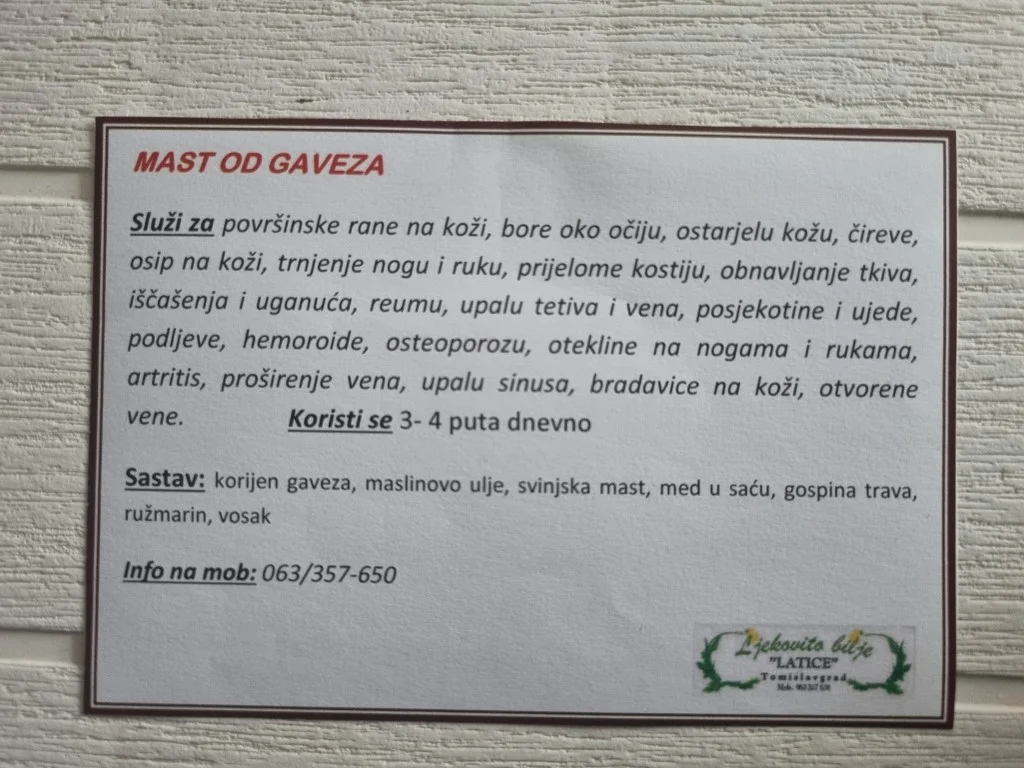 MAST OD GAVEZA
Služi za površinske rane na koži, bore oko očiju, ostarjelu kožu, čireve,
osip na koži, trnjenje nogu i ruku, prijelome kostiju, obnavljanje tkiva,
iščašenja i uganuća, reumu, upalu tetiva i vena, posjekotine i ujede,
podljeve, hemoroide, osteoporozu, otekline na nogama i rukama,
artritis, proširenje vena, upalu sinusa, bradavice na koži, otvorene
vene. Koristi se 3- 4 puta dnevno
Sastav: korijen gaveza, maslinovo ulje, svinjska mast, med u saću, gospina trava,
ružmarin, vosak
Info na mob: 063/357-650
Ljekovito bilje
"LATICE"
Tomislavgrad
Mob. 063 357 650